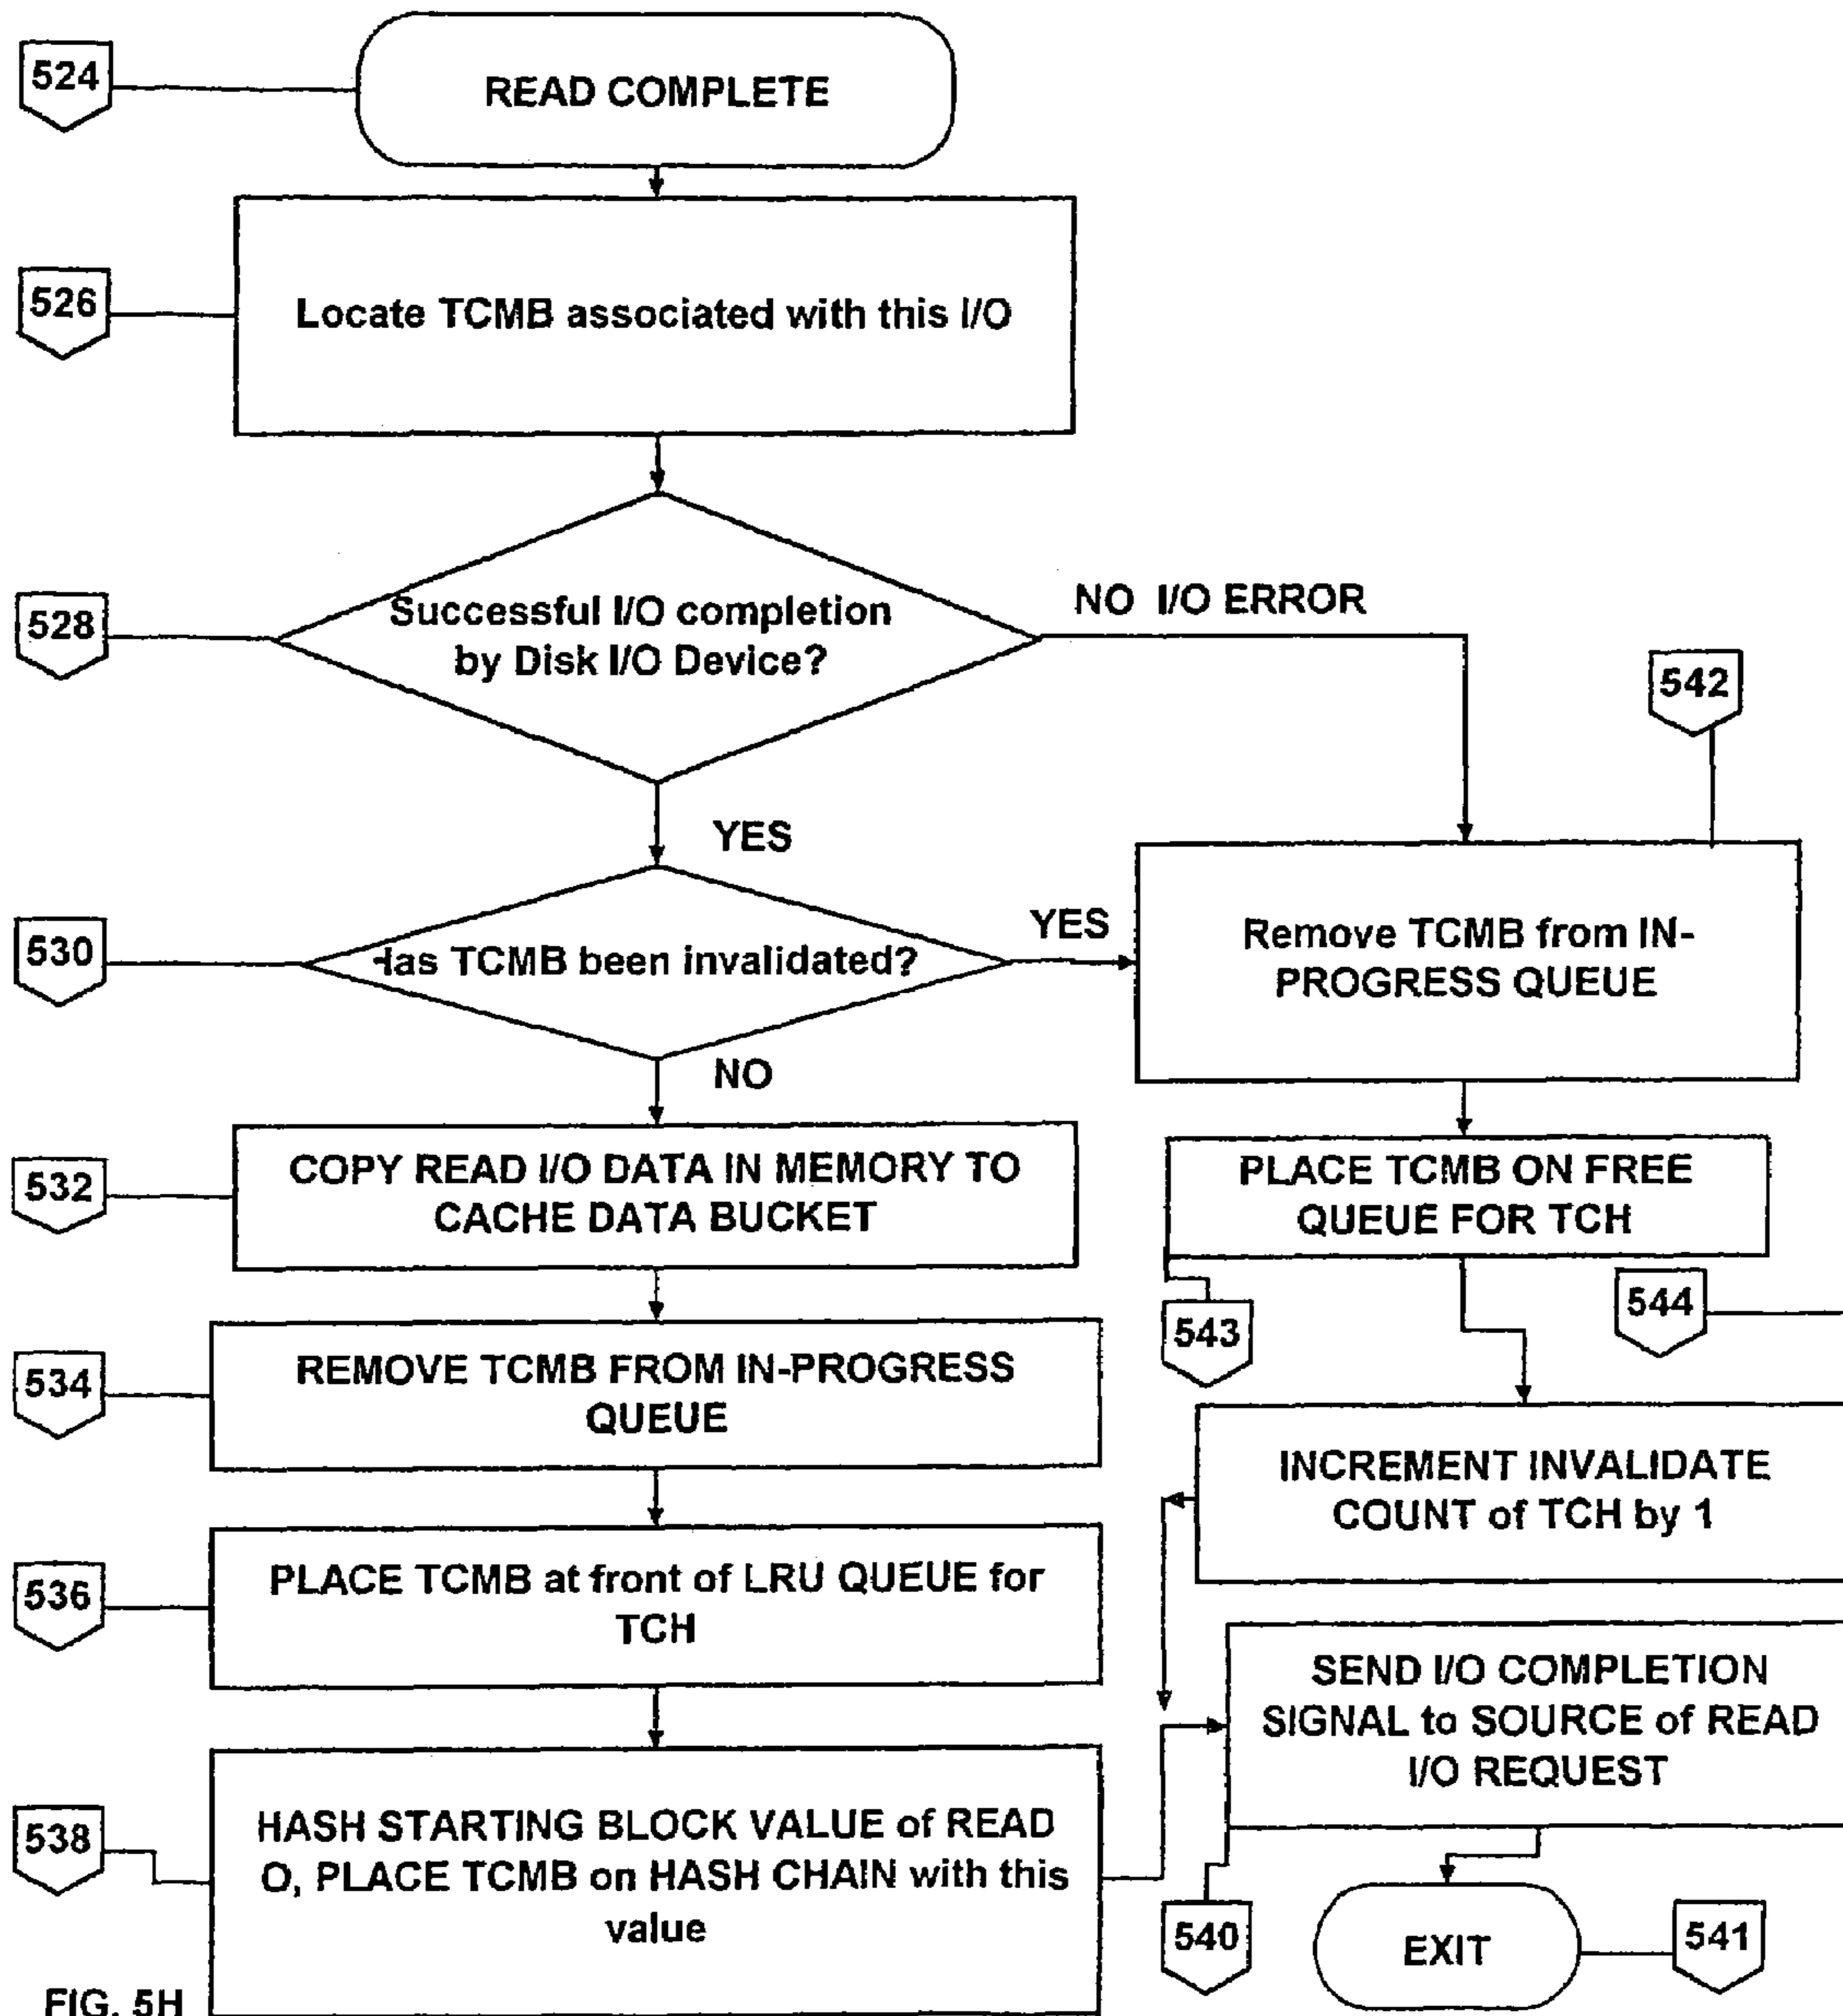 524
READ COMPLETE
526
Locate TCMB associated with this I/O
528
Successful I/O completion
by Disk I/O Device?
NO I/O ERROR
542
YES
530
Has TCMB been invalidated?
YES
Remove TCMB from IN-
PROGRESS QUEUE
NO
532
COPY READ I/O DATA IN MEMORY TO
CACHE DATA BUCKET
PLACE TCMB ON FREE
QUEUE FOR TCH
543
544
534
REMOVE TCMB FROM IN-PROGRESS
QUEUE
INCREMENT INVALIDATE
COUNT of TCH by 1
536
PLACE TCMB at front of LRU QUEUE for
TCH
SEND I/O COMPLETION
SIGNAL to SOURCE of READ
I/O REQUEST
538
HASH STARTING BLOCK VALUE of READ
O, PLACE TCMB on HASH CHAIN with this
value
540
EXIT
541
FIG. 5H